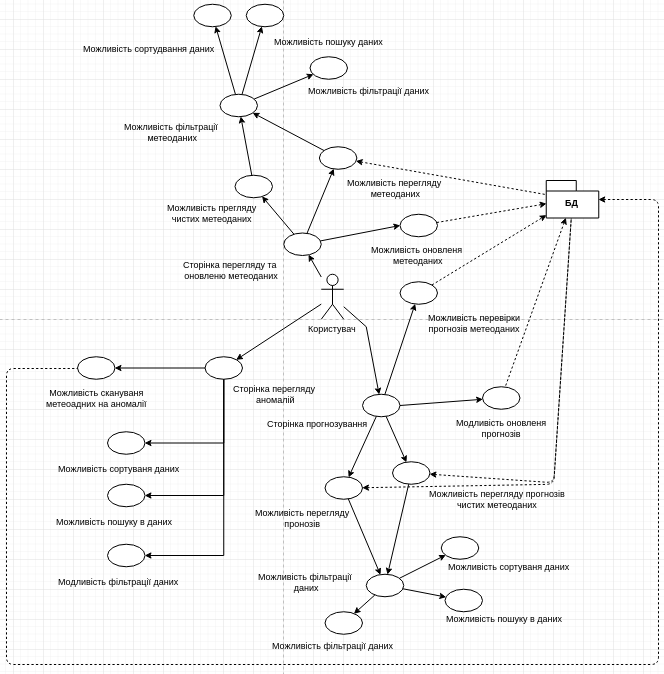 Можливість сортудвання даних
Можливість пошуку даних
Можливість фільтрації даних
Можливість фільтрації
метеоданих
Можливість перегляду
метеоданих
БД
Можливість прегляду
чистих метеоданих
Можливість оновленя
метеоданих
Сторінка перегляду та
оновленю метеоданих
Можливість перевірки
прогнозів метеоданих
Користувач
Можливість скануваня
метеоадних на аномалії
Сторінка перегляду
аномалій
Сторінка прогнозування
Модливість оновленя
прогнозів
Можливість сортуваня даних
Можливість пошуку в даних
Можливість перегляду
пронозів
Можливість перегляду прогнозів
чистих метеоданих
Модливість фільтрації даних
Можливість фільтрації
даних
Можливість сортуваня даних
Можливість пошуку в даних
Можливість фільтрації даних